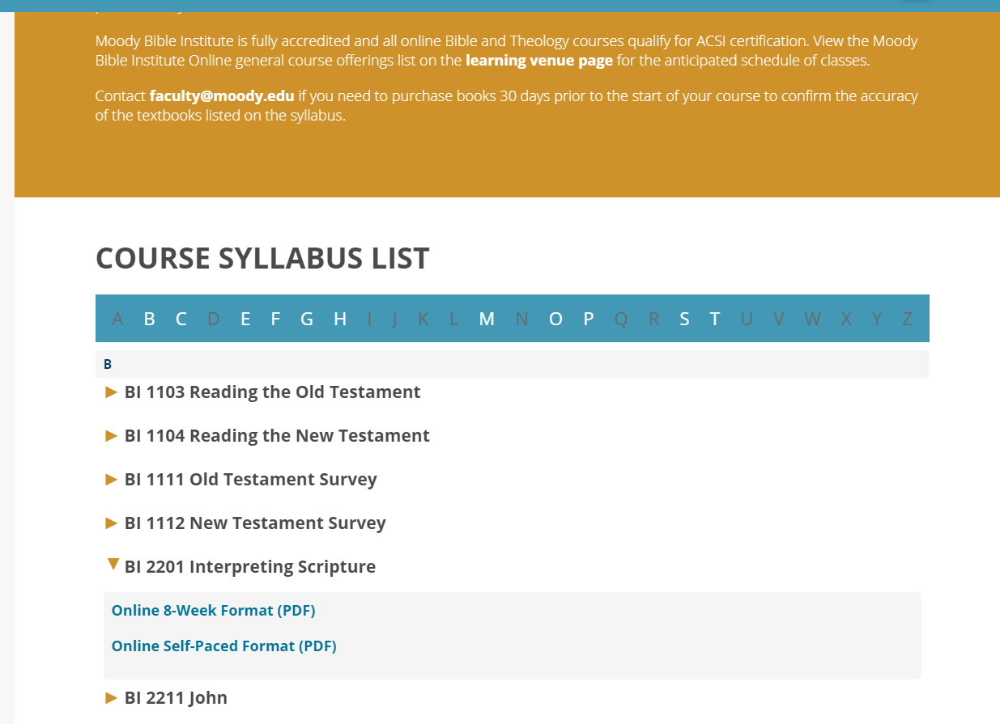 Moody Bible Institute is fully accredited and all online Bible and Theology courses qualify for ACSI certification. View the Moody
Bible Institute Online general course offerings list on the learning venue page for the anticipated schedule of classes.
Contact faculty@moody.edu if you need to purchase books 30 days prior to the start of your course to confirm the accuracy
of the textbooks listed on the syllabus.
COURSE SYLLABUS LIST
A B C D E F G H I J K L M N O P Q R S T U V W X Y Z
B
BI 1103 Reading the Old Testament
BI 1104 Reading the New Testament
BI 1111 Old Testament Survey
BI 1112 New Testament Survey
BI 2201 Interpreting Scripture
Online 8-Week Format (PDF)
Online Self-Paced Format (PDF)
BI 2211 John